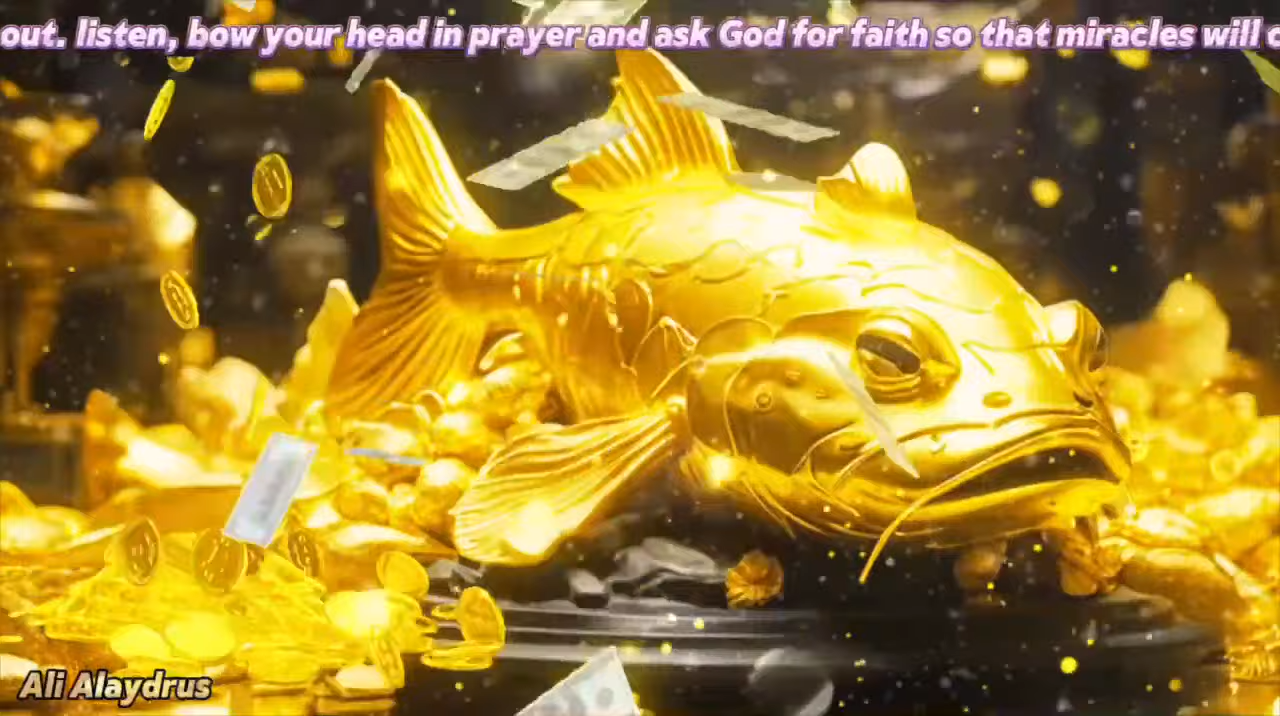 out. listen, bow your head in prayer and ask God for faith so that miracles will
Ali Alaydrus